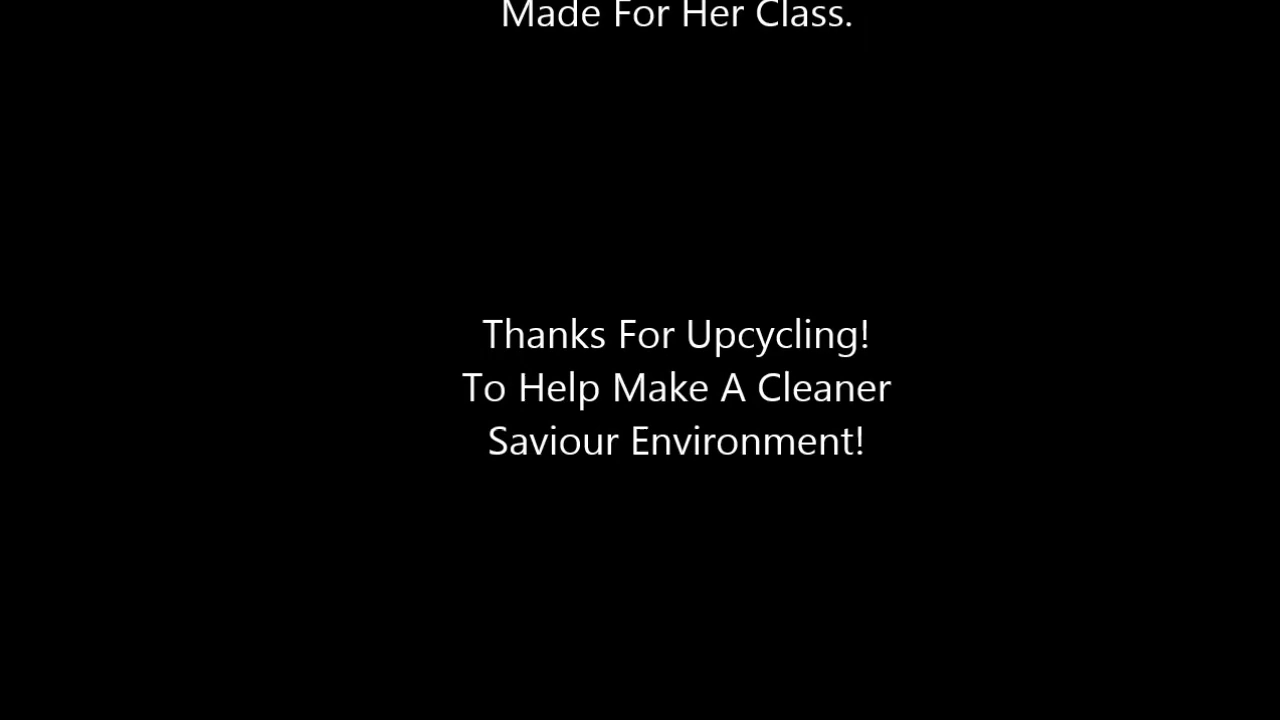 Made For Her Class.
Thanks For Upcycling!
To Help Make A Cleaner
Saviour Environment!